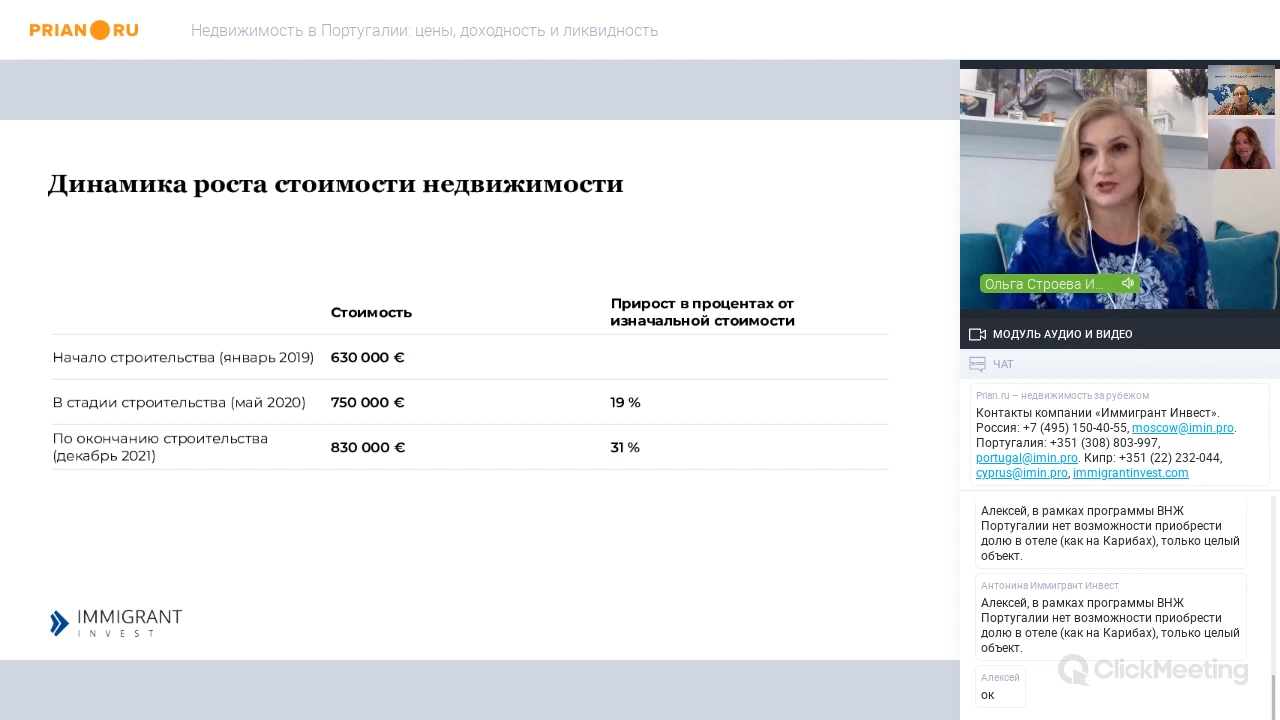 PRIAN RU
Недвижимость в Португалии: цены, доходность и ликвидность
Динамика роста стоимости недвижимости
Стоимость
Прирост в процентах от
изначальной стоимости
Начало строительства (январь 2019)
630 000 €
В стадии строительства (май 2020)
750 000 €
19 %
По окончанию строительства
(декабрь 2021)
830 000 €
31 %
IMMIGRANT
INVEST
Ольга Строева И...
МОДУЛЬ АУДИО И ВИДЕО
ЧАТ
Prian.ru – недвижимость за рубежом
Контакты компании «Иммигрант Инвест».
Россия: +7 (495) 150-40-55, moscow@imin.pro.
Португалия: +351 (308) 803-997,
portugal@imin.pro. Кипр: +351 (22) 232-044,
cyprus@imin.pro, immigrantinvest.com
Алексей, в рамках программы ВНЖ
Португалии нет возможности приобрести
долю в отеле (как на Карибах), только целый
объект.
Антонина Иммигрант Инвест
Алексей, в рамках программы ВНЖ
Португалии нет возможности приобрести
долю в отеле (как на Карибах), только целый
объект.
ClickMeeting
Алексей
ок